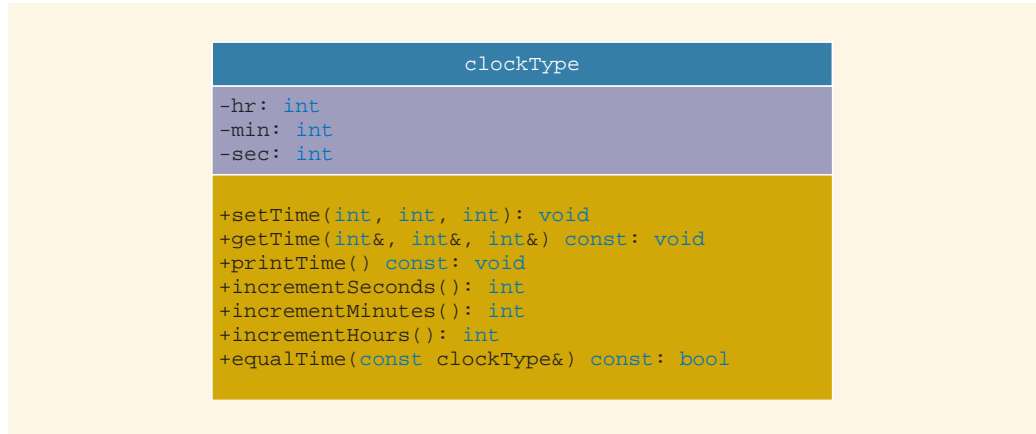 clockType
-hr: int
-min: int
-sec: int
+setTime(int, int, int): void
+getTime(int&, int&, int&) const: void
+printTime() const: void
+incrementSeconds(): int
+incrementMinutes(): int
+incrementHours(): int
+equalTime(const clockType&) const: bool